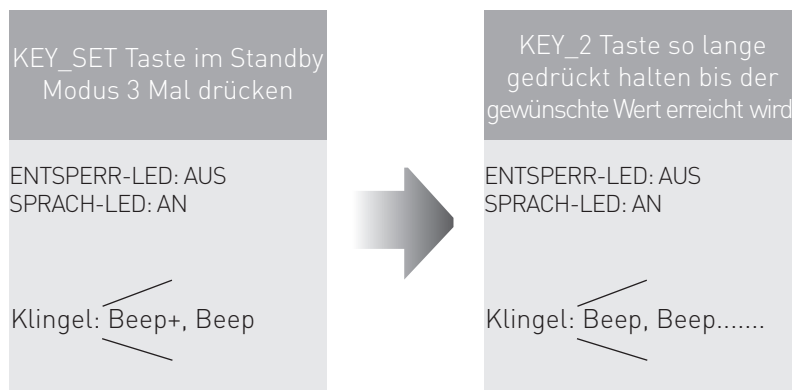 KEY_SET Taste im Standby
Modus 3 Mal drücken
ENTSPERR-LED: AUS
SPRACH-LED: AN
Klingel: Beep+, Beep
KEY_2 Taste so lange
gedrückt halten bis der
gewünschte Wert erreicht wird
ENTSPERR-LED: AUS
SPRACH-LED: AN
Klingel: Beep, Beep.......